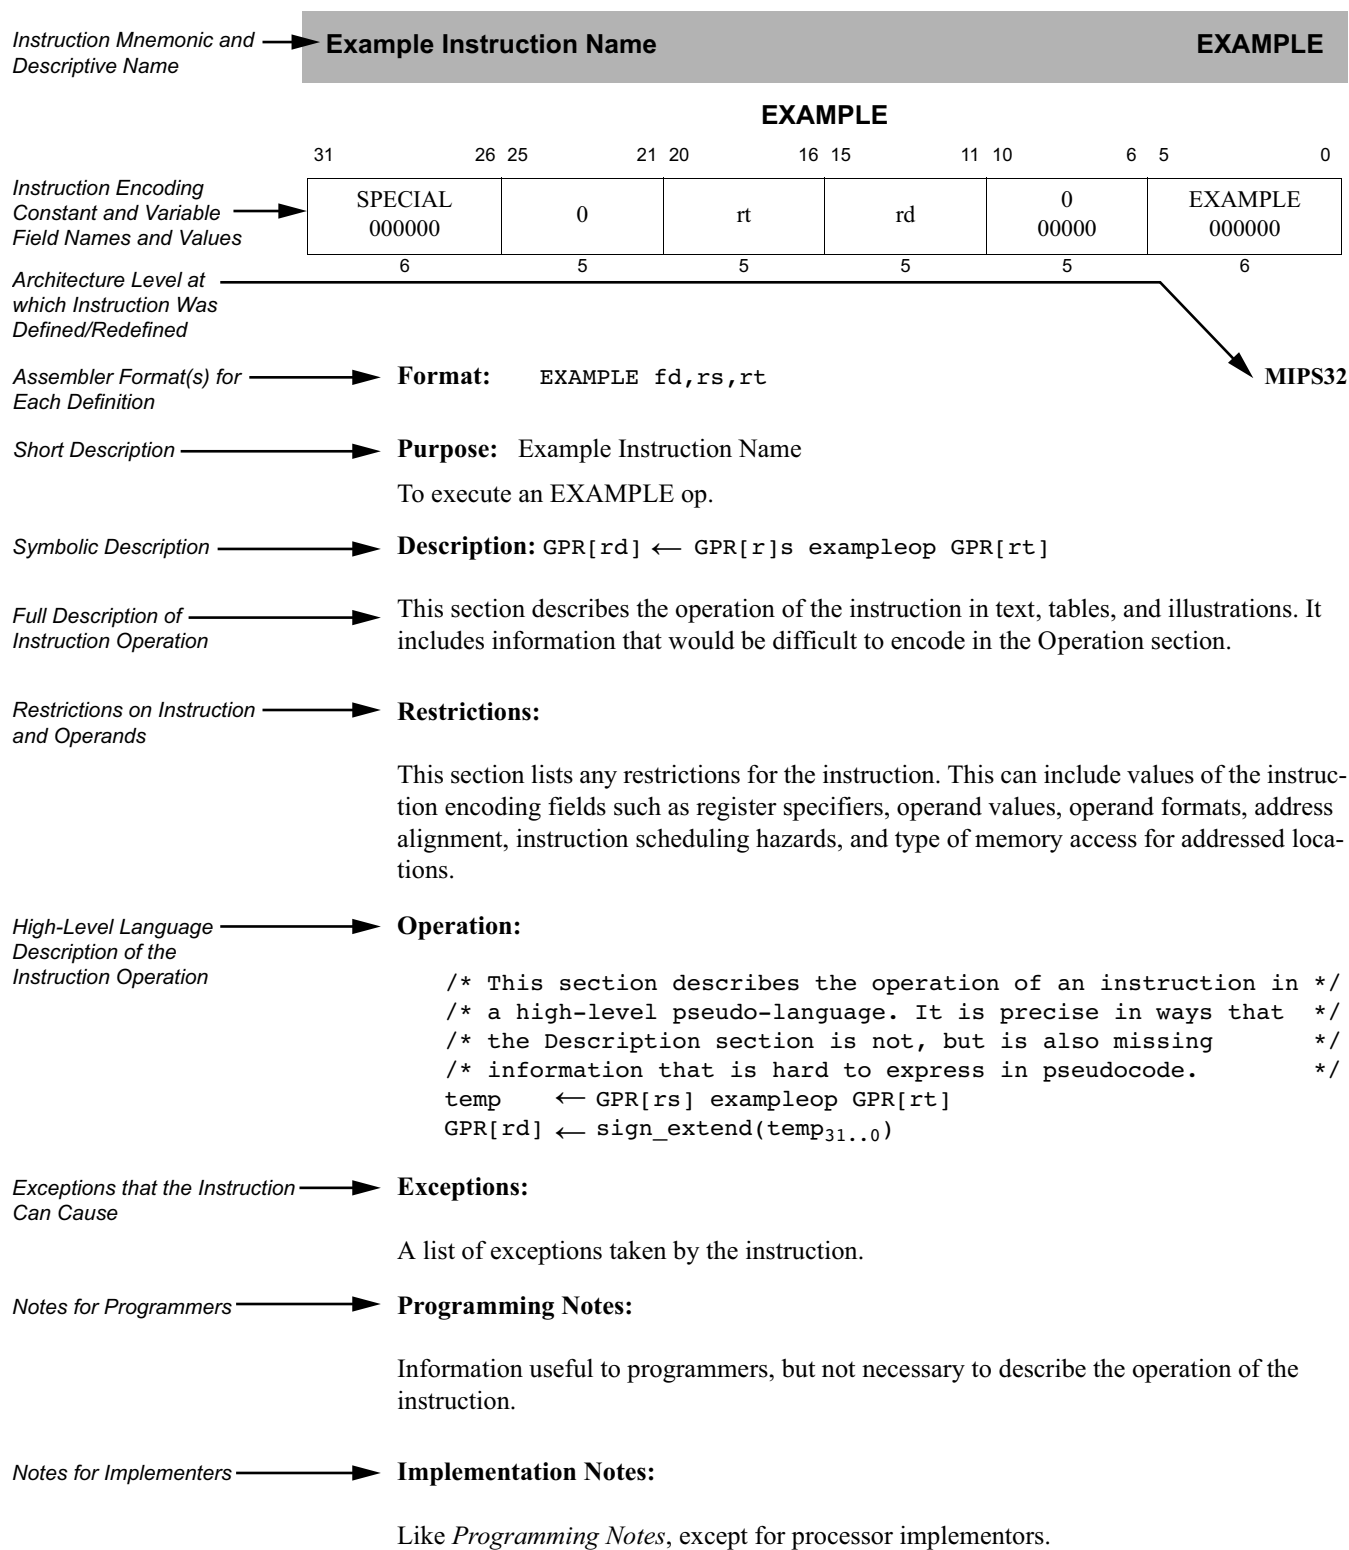 Instruction Mnemonic and
Descriptive Name
Example Instruction Name EXAMPLE
EXAMPLE
31 26 25 21 20 16 15 11 10 6 5 0
Instruction Encoding
Constant and Variable
Field Names and Values
SPECIAL 0 rt rd 0 EXAMPLE
000000 00000 000000
6 5 5 5 5 6
Architecture Level at
which Instruction Was
Defined/Redefined
Assembler Format(s) for
Each Definition
Format: EXAMPLE fd,rs,rt MIPS32
Short Description
Purpose: Example Instruction Name
To execute an EXAMPLE op.
Symbolic Description
Description: GPR[rd] ← GPR[r]s exampleop GPR[rt]
Full Description of
Instruction Operation
This section describes the operation of the instruction in text, tables, and illustrations. It
includes information that would be difficult to encode in the Operation section.
Restrictions on Instruction
and Operands
Restrictions:
This section lists any restrictions for the instruction. This can include values of the instruc-
tion encoding fields such as register specifiers, operand values, operand formats, address
alignment, instruction scheduling hazards, and type of memory access for addressed loca-
tions.
High-Level Language
Description of the
Instruction Operation
Operation:
/* This section describes the operation of an instruction in */
/* a high-level pseudo-language. It is precise in ways that */
/* the Description section is not, but is also missing */
/* information that is hard to express in pseudocode. */
temp ← GPR[rs] exampleop GPR[rt]
GPR[rd] ← sign_extend(temp31..0)
Exceptions that the Instruction
Can Cause
Exceptions:
A list of exceptions taken by the instruction.
Notes for Programmers
Programming Notes:
Information useful to programmers, but not necessary to describe the operation of the
instruction.
Notes for Implementers
Implementation Notes:
Like Programming Notes, except for processor implementors.